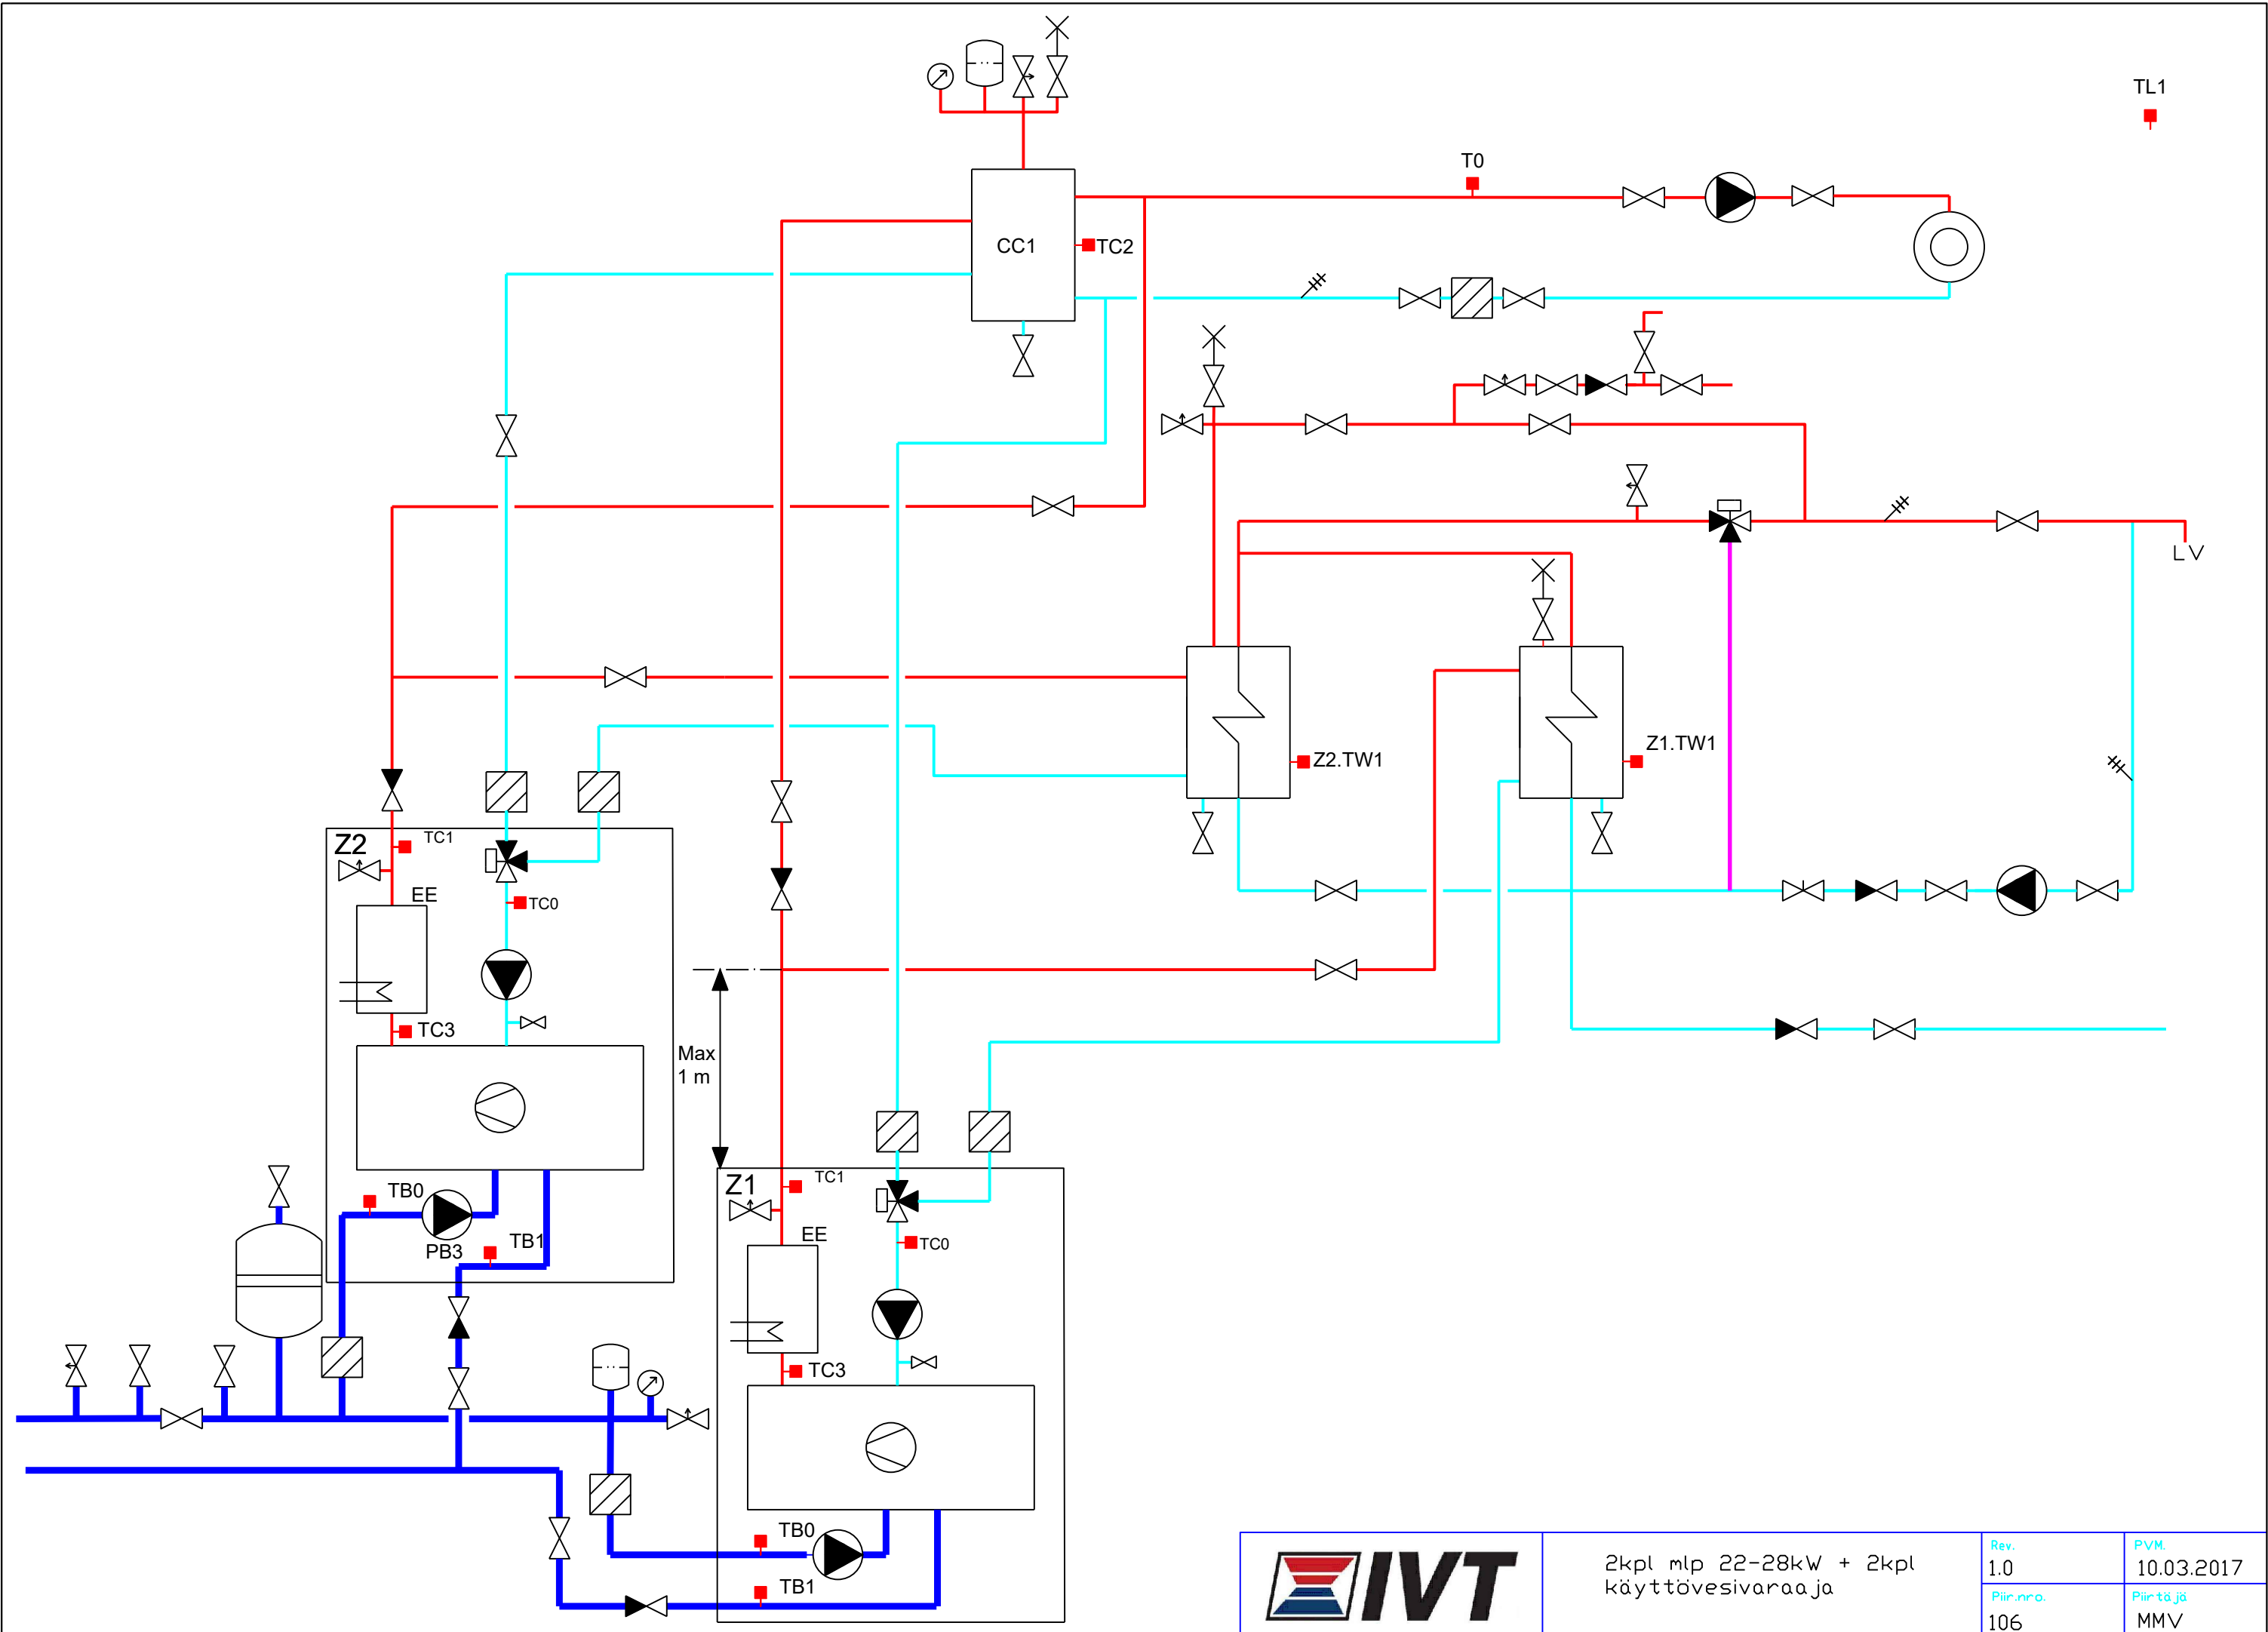 TL1
T0
CC1
TC2
LV
Z2.TW1
Z1.TW1
Z2
TC1
EE
TC0
TC3
Max
1 m
TB0
PB3
TB1
Z1
TC1
EE
TC0
TC3
TB0
TB1
IVT
2kpl mlp 22-28kW + 2kpl
käyttövesivaraaja
Rev.
1.0
PVM.
10.03.2017
Piir.nro.
106
Piirtäjä
MMV